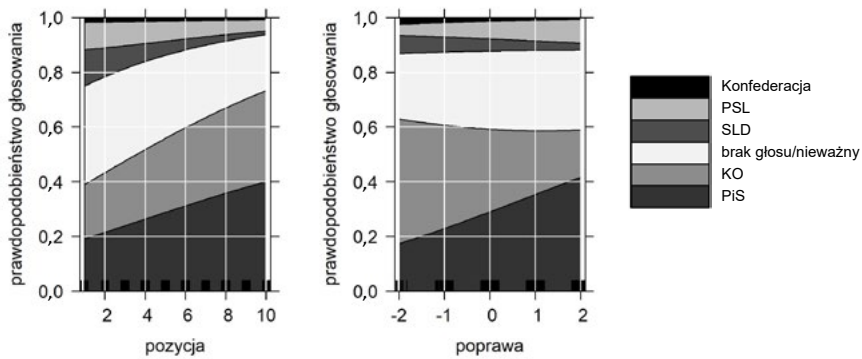 prawdopodobieństwo głosowania
1,0
0,8
0,6
0,4
0,2
0,0
2 4 6 8 10
pozycja
prawdopodobieństwo głosowania
1,0
0,8
0,6
0,4
0,2
0,0
-2 -1 0 1 2
poprawa
Konfederacja
PSL
SLD
brak głosu/nieważny
KO
PiS